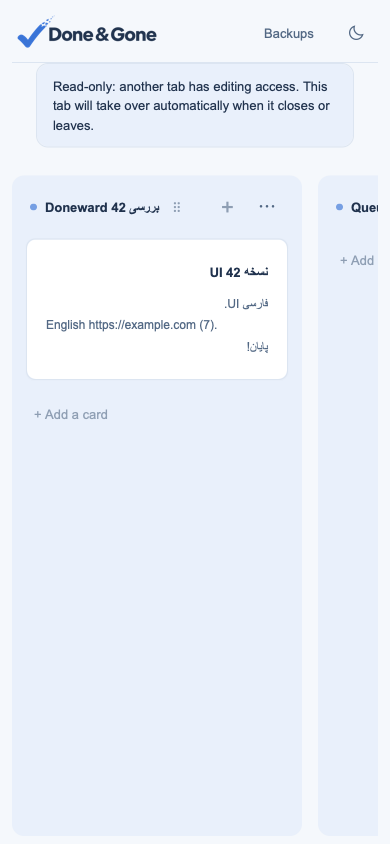 Done & Gone
Backups
Read-only: another tab has editing access. This
tab will take over automatically when it closes or
leaves.
بررسی Doneward 42
نسخه UI 42
فارسی UI.
English https://example.com (7).
پایان!
+ Add a card
+ Add